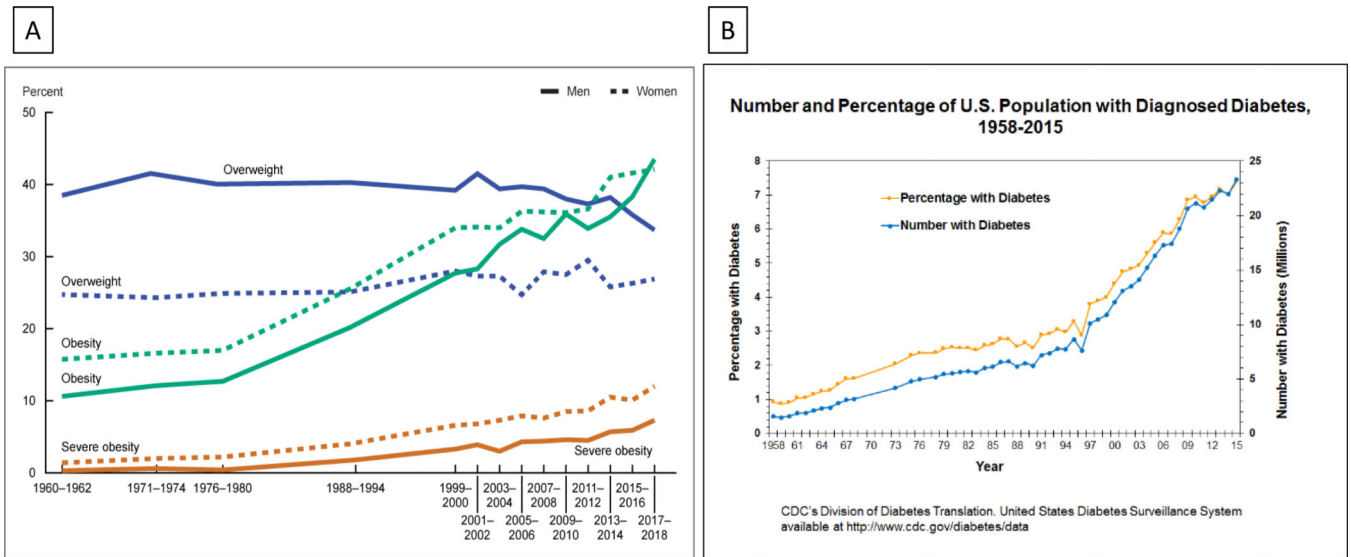 A
B
Percent
Men
Women
50
40
30
20
10
0
Overweight
Overweight
Obesity
Obesity
Severe obesity
Severe obesity
1960–1962
1971–1974
1976–1980
1988–1994
1999–
2000
2001–
2002
2003–
2004
2005–
2006
2007–
2008
2009–
2010
2011–
2012
2013–
2014
2015–
2016
2017–
2018
Number and Percentage of U.S. Population with Diagnosed Diabetes,
1958-2015
Percentage with Diabetes
Number with Diabetes
Percentage with Diabetes
8
7
6
5
4
3
2
1
0
25
20
15
10
5
0
Number with Diabetes (Millions)
1958 61 64 67 70 73 76 79 82 85 88 91 94 97 00 03 06 09 12 15
Year
CDC's Division of Diabetes Translation. United States Diabetes Surveillance System
available at http://www.cdc.gov/diabetes/data